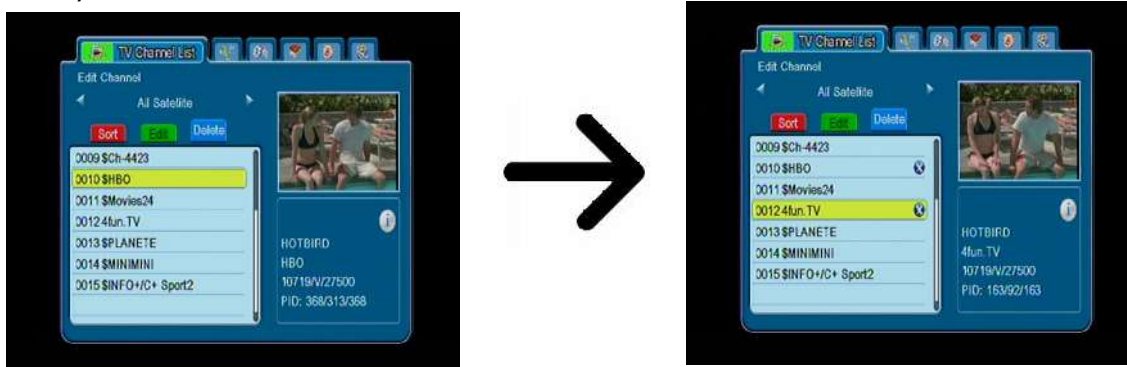 TV Channel List
Edit Channel
All Satellite
Sort Edit Delete
0009 $Ch-4423
0010 $HBO
0011 $Movies24
0012 4fun.TV
0013 $PLANETE
0014 $MINIMINI
0015 $INFO+/C+ Sport2
HOTBIRD
HBO
10719/V/27500
PID: 368/313/368
TV Channel List
Edit Channel
All Satellite
Sort Edit Delete
0009 $Ch-4423
0010 $HBO
0011 $Movies24
0012 4fun.TV
0013 $PLANETE
0014 $MINIMINI
0015 $INFO+/C+ Sport2
HOTBIRD
4fun.TV
10719/V/27500
PID: 163/92/163